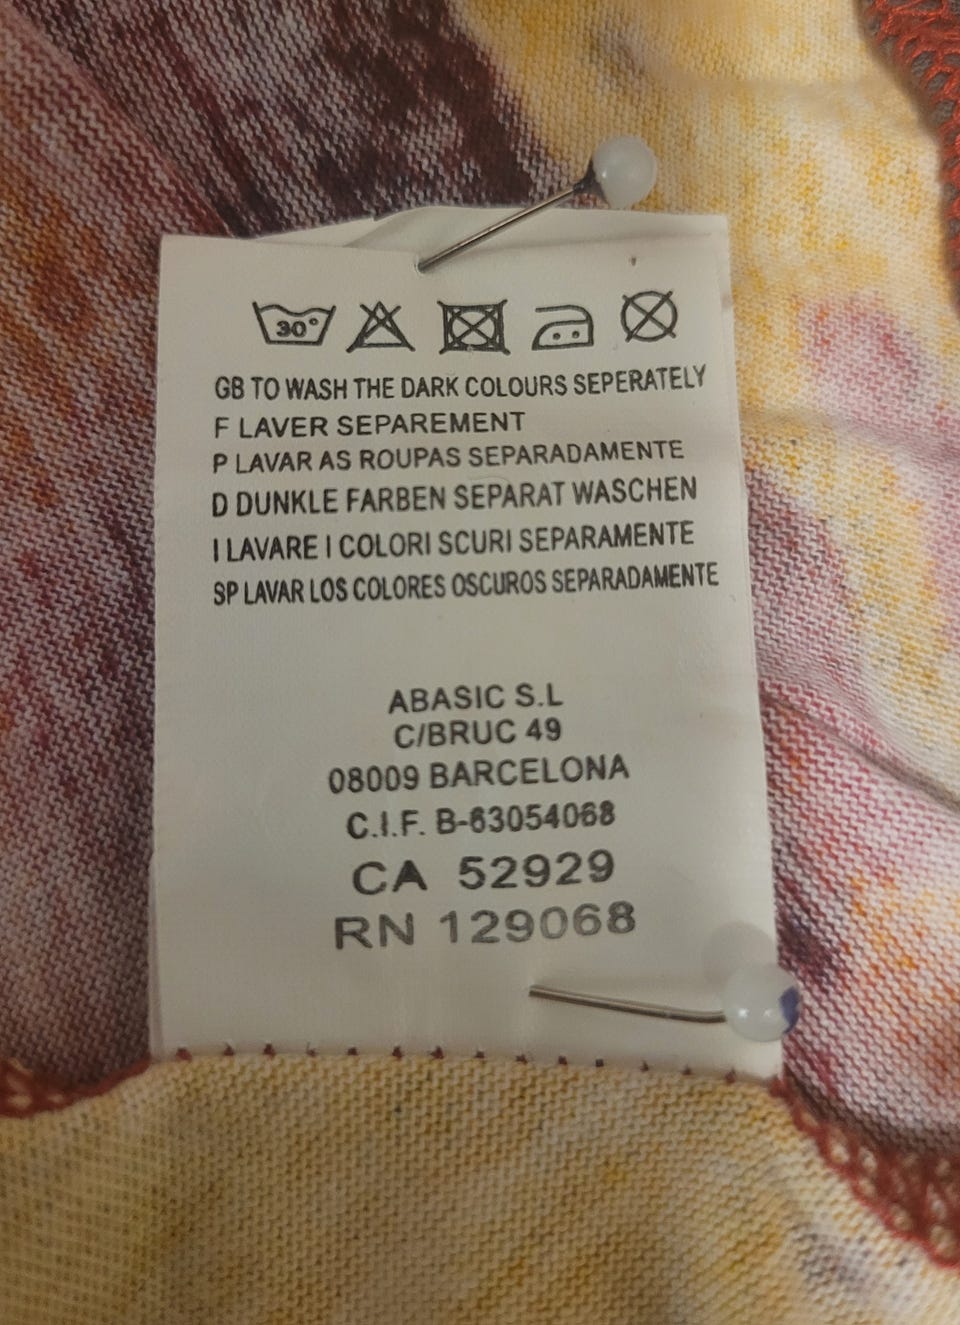 30°
GB TO WASH THE DARK COLOURS SEPERATELY
F LAVER SEPAREMENT
P LAVAR AS ROUPAS SEPARADAMENTE
D DUNKLE FARBEN SEPARAT WASCHEN
I LAVARE I COLORI SCURI SEPARAMENTE
SP LAVAR LOS COLORES OSCUROS SEPARADAMENTE
ABASIC S.L
C/BRUC 49
08009 BARCELONA
C.I.F. B-63054068
CA 52929
RN 129068